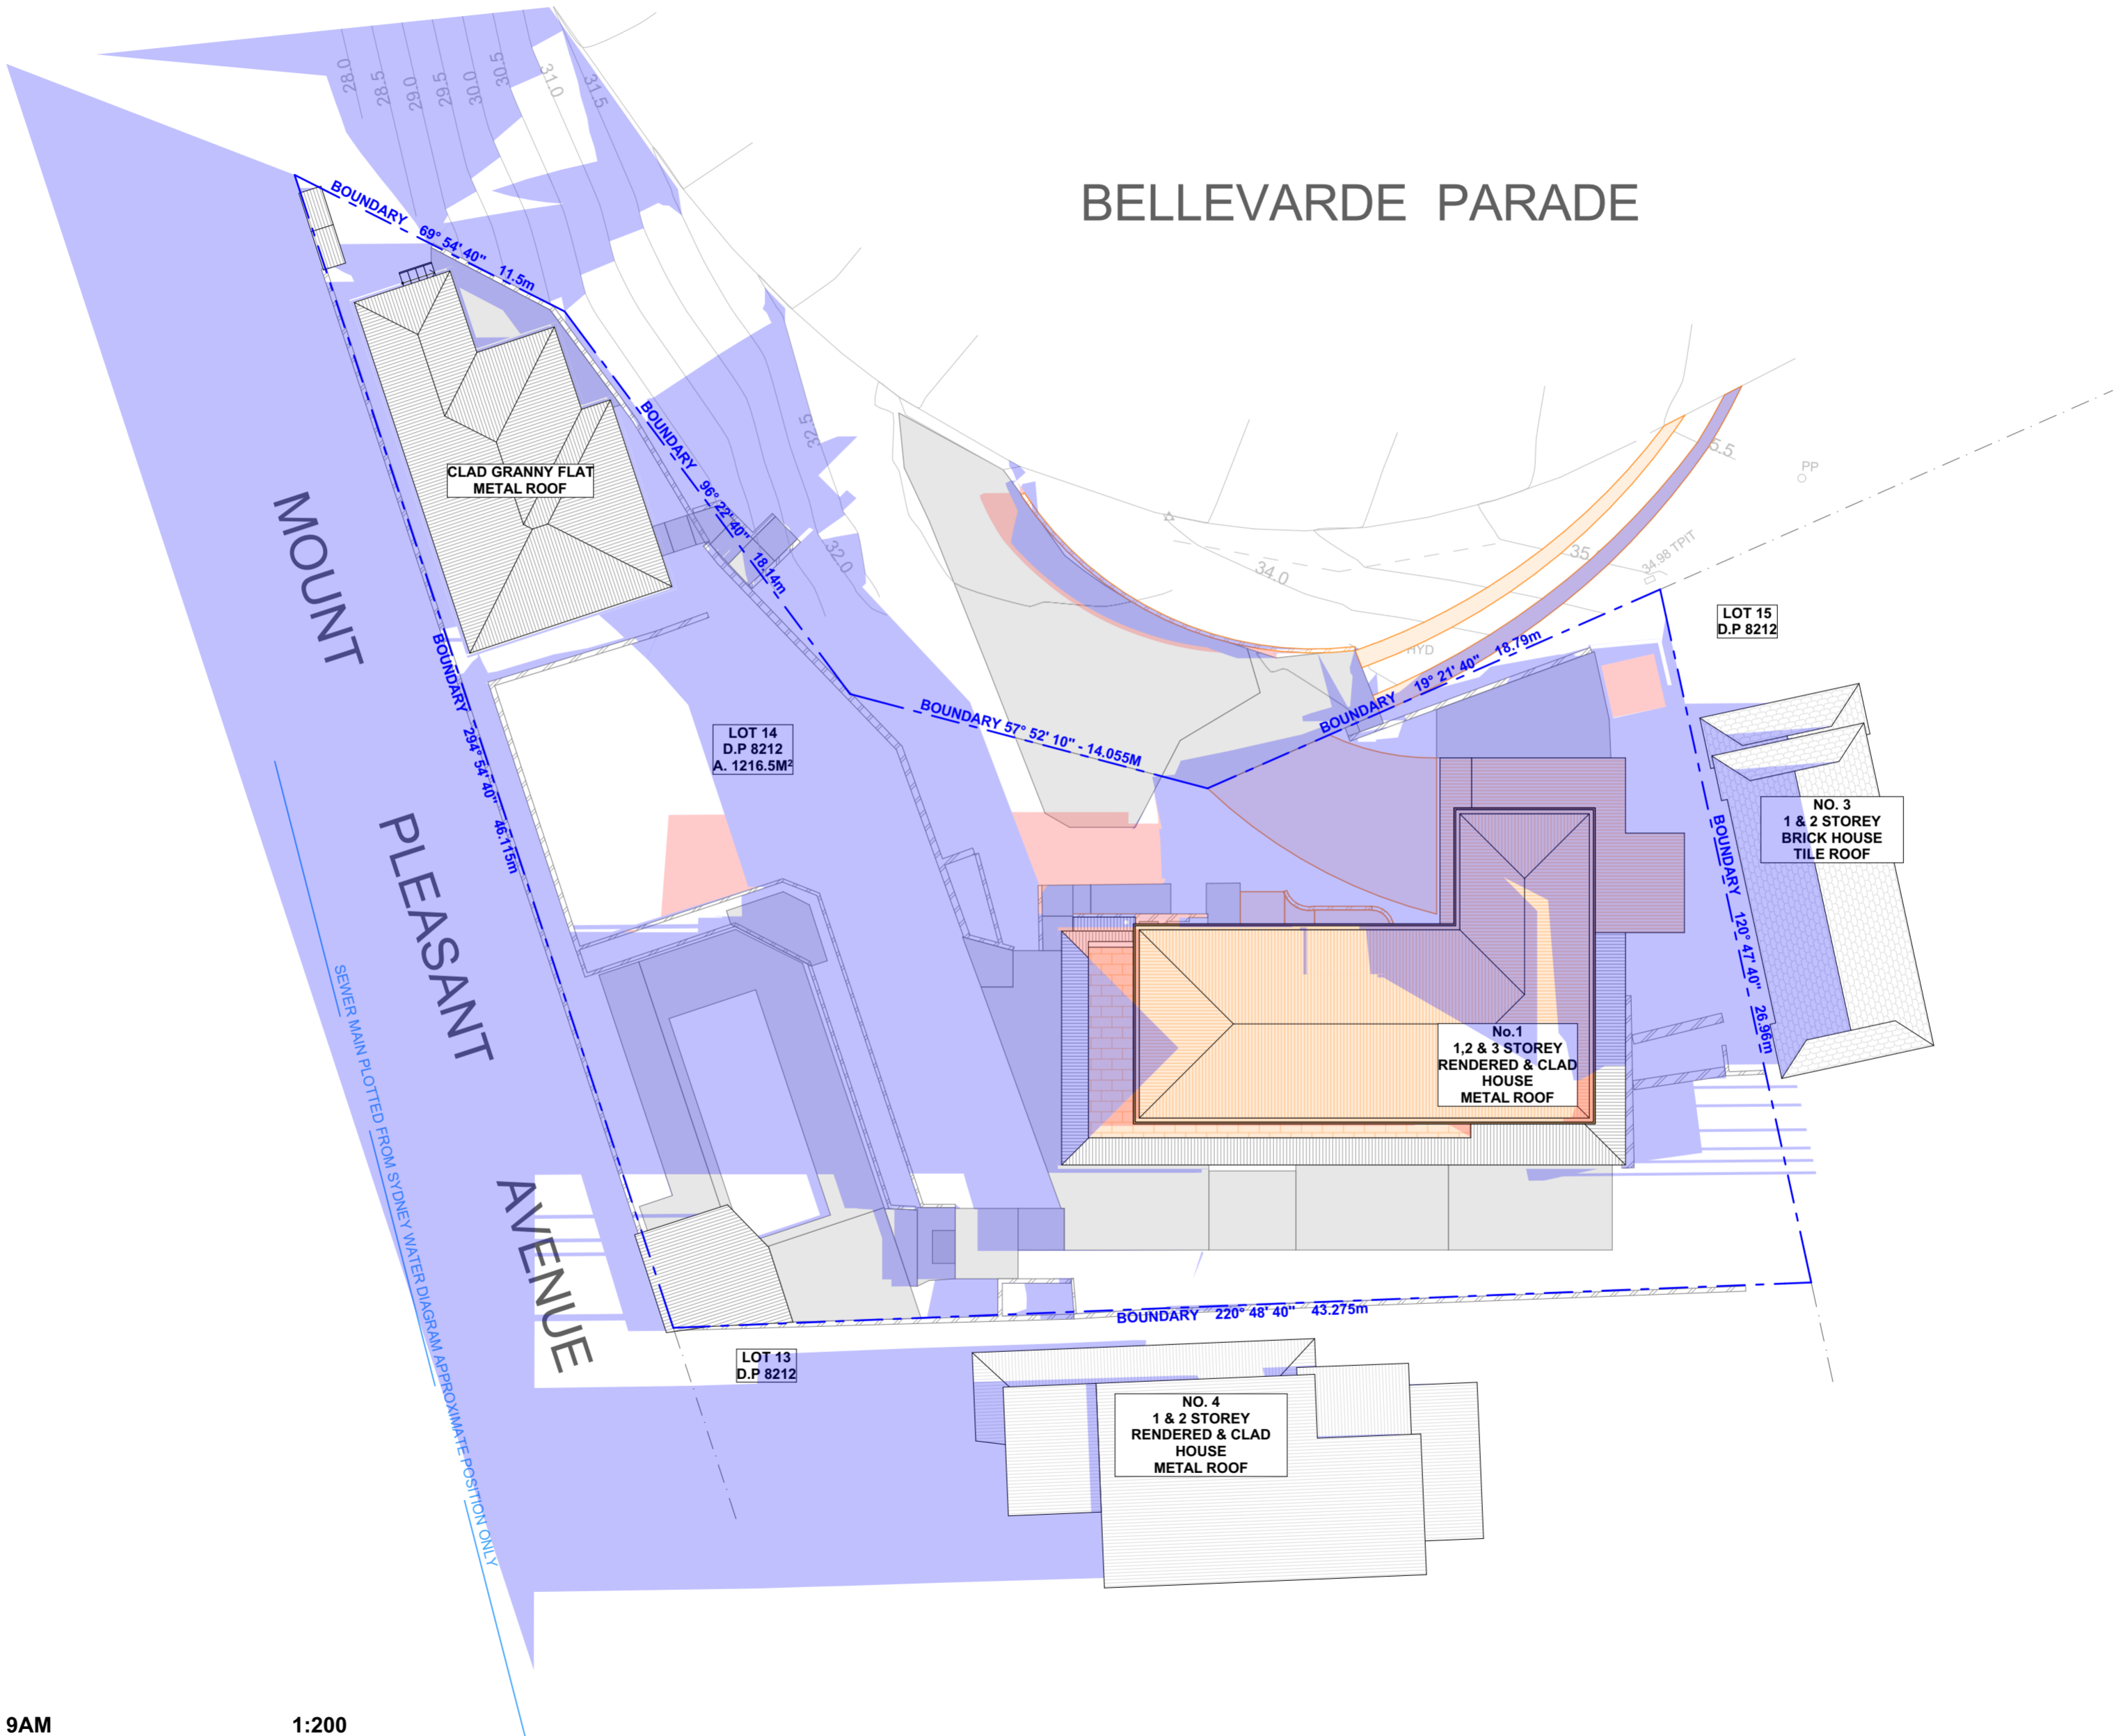 28.0
28.5
29.0
29.5
30.0
30.5
31.0
31.5
BELLEVARDE PARADE
BOUNDARY 69° 54' 40" 11.5m
CLAD GRANNY FLAT
METAL ROOF
BOUNDARY 96° 22' 40" 18.14m
32.5
32.0
5.5
PP
34.0
35
34.98 TPIT
HYD
LOT 15
D.P 8212
BOUNDARY 19° 21' 40" 18.79m
BOUNDARY 57° 52' 10" - 14.055M
LOT 14
D.P 8212
A. 1216.5M²
MOUNT PLEASANT AVENUE
BOUNDARY 294° 54' 40" 46.115m
NO. 3
1 & 2 STOREY
BRICK HOUSE
TILE ROOF
BOUNDARY 120° 47' 40" 26.96m
No.1
1,2 & 3 STOREY
RENDERED & CLAD
HOUSE
METAL ROOF
SEWER MAIN PLOTTED FROM SYDNEY WATER DIAGRAM APPROXIMATE POSITION ONLY
BOUNDARY 220° 48' 40" 43.275m
LOT 13
D.P 8212
NO. 4
1 & 2 STOREY
RENDERED & CLAD
HOUSE
METAL ROOF
9AM
1:200